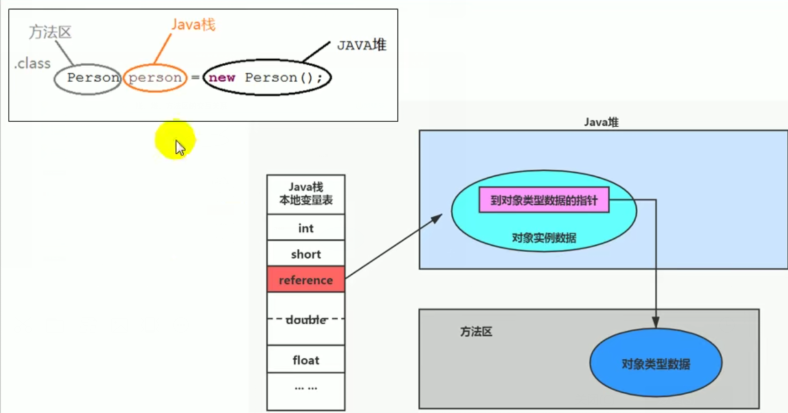 方法区
Java栈
JAVA堆
.class
Person person = new Person();
Java堆
Java栈
本地变量表
int
short
reference
double
float
... ...
到对象类型数据的指针
对象实例数据
方法区
对象类型数据